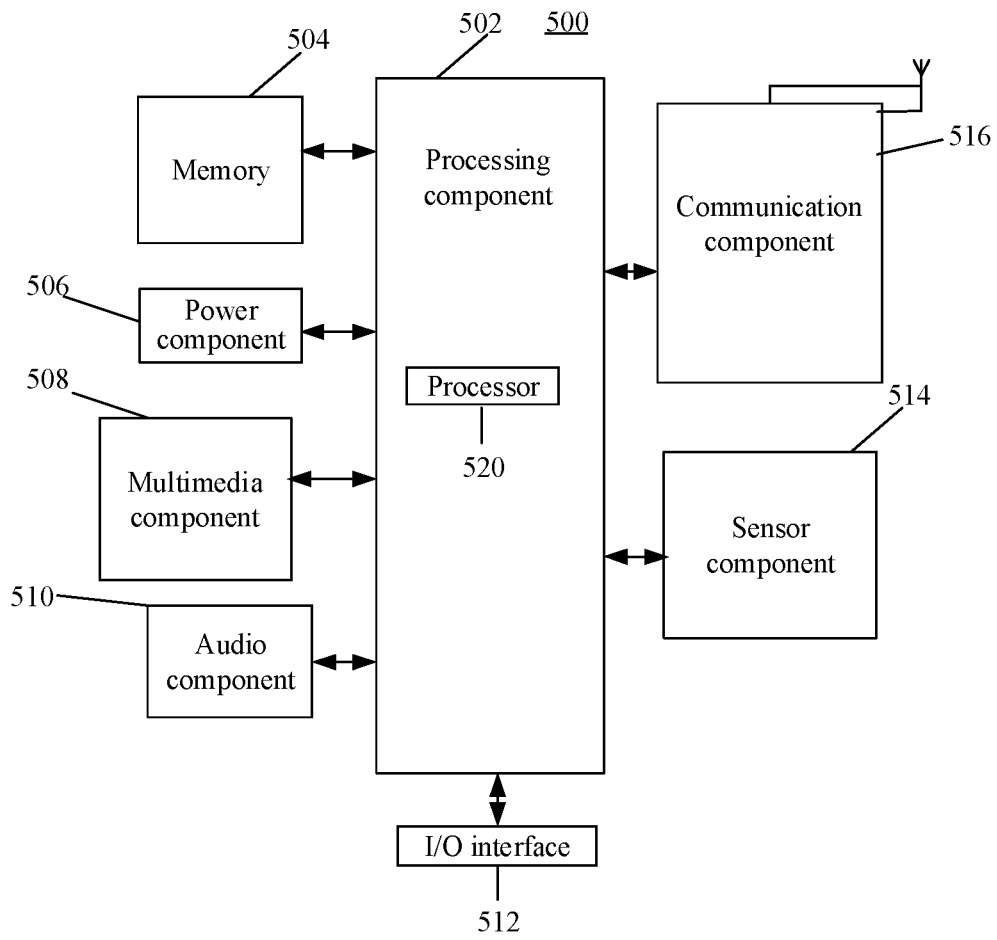 504
502
500
Memory
Processing
component
516
Communication
component
506
Power
component
508
Processor
520
514
Multimedia
component
Sensor
component
510
Audio
component
I/O interface
512